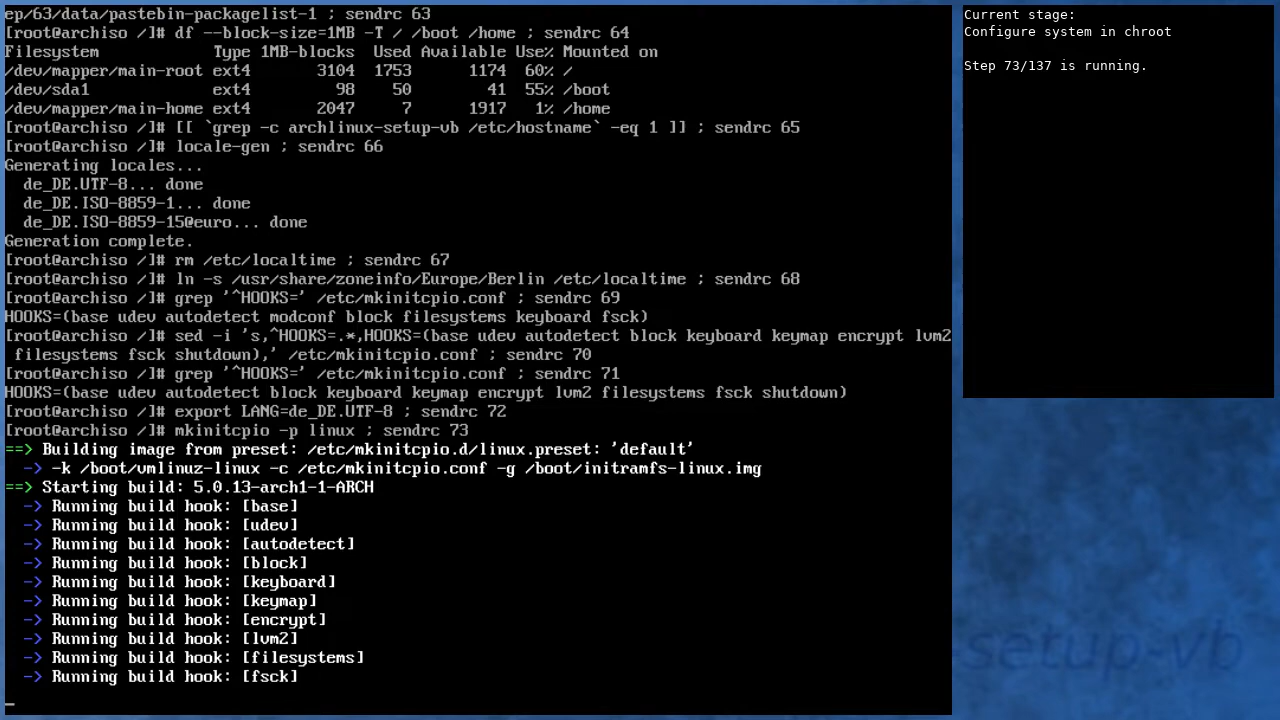 ep/63/data/pastebin-packagelist-1 ; sendrc 63
[root@archiso /]# df --block-size=1MB -T / /boot /home ; sendrc 64
Filesystem            Type 1MB-blocks  Used Available Use% Mounted on
/dev/mapper/main-root ext4       3104  1753      1174  60% /
/dev/sda1             ext4         98    50        41  55% /boot
/dev/mapper/main-home ext4       2047     7      1917   1% /home
[root@archiso /]# [[ `grep -c archlinux-setup-vb /etc/hostname` -eq 1 ]] ; sendrc 65
[root@archiso /]# locale-gen ; sendrc 66
Generating locales...
  de_DE.UTF-8... done
  de_DE.ISO-8859-1... done
  de_DE.ISO-8859-15@euro... done
Generation complete.
[root@archiso /]# rm /etc/localtime ; sendrc 67
[root@archiso /]# ln -s /usr/share/zoneinfo/Europe/Berlin /etc/localtime ; sendrc 68
[root@archiso /]# grep '^HOOKS=' /etc/mkinitcpio.conf ; sendrc 69
HOOKS=(base udev autodetect modconf block filesystems keyboard fsck)
[root@archiso /]# sed -i 's,^HOOKS=.*,HOOKS=(base udev autodetect block keyboard keymap encrypt lvm2
 filesystems fsck shutdown),' /etc/mkinitcpio.conf ; sendrc 70
[root@archiso /]# grep '^HOOKS=' /etc/mkinitcpio.conf ; sendrc 71
HOOKS=(base udev autodetect block keyboard keymap encrypt lvm2 filesystems fsck shutdown)
[root@archiso /]# export LANG=de_DE.UTF-8 ; sendrc 72
[root@archiso /]# mkinitcpio -p linux ; sendrc 73
==> Building image from preset: /etc/mkinitcpio.d/linux.preset: 'default'
  -> -k /boot/vmlinuz-linux -c /etc/mkinitcpio.conf -g /boot/initramfs-linux.img
==> Starting build: 5.0.13-arch1-1-ARCH
  -> Running build hook: [base]
  -> Running build hook: [udev]
  -> Running build hook: [autodetect]
  -> Running build hook: [block]
  -> Running build hook: [keyboard]
  -> Running build hook: [keymap]
  -> Running build hook: [encrypt]
  -> Running build hook: [lvm2]
  -> Running build hook: [filesystems]
  -> Running build hook: [fsck]
Current stage:
Configure system in chroot
Step 73/137 is running.
-setup-vb